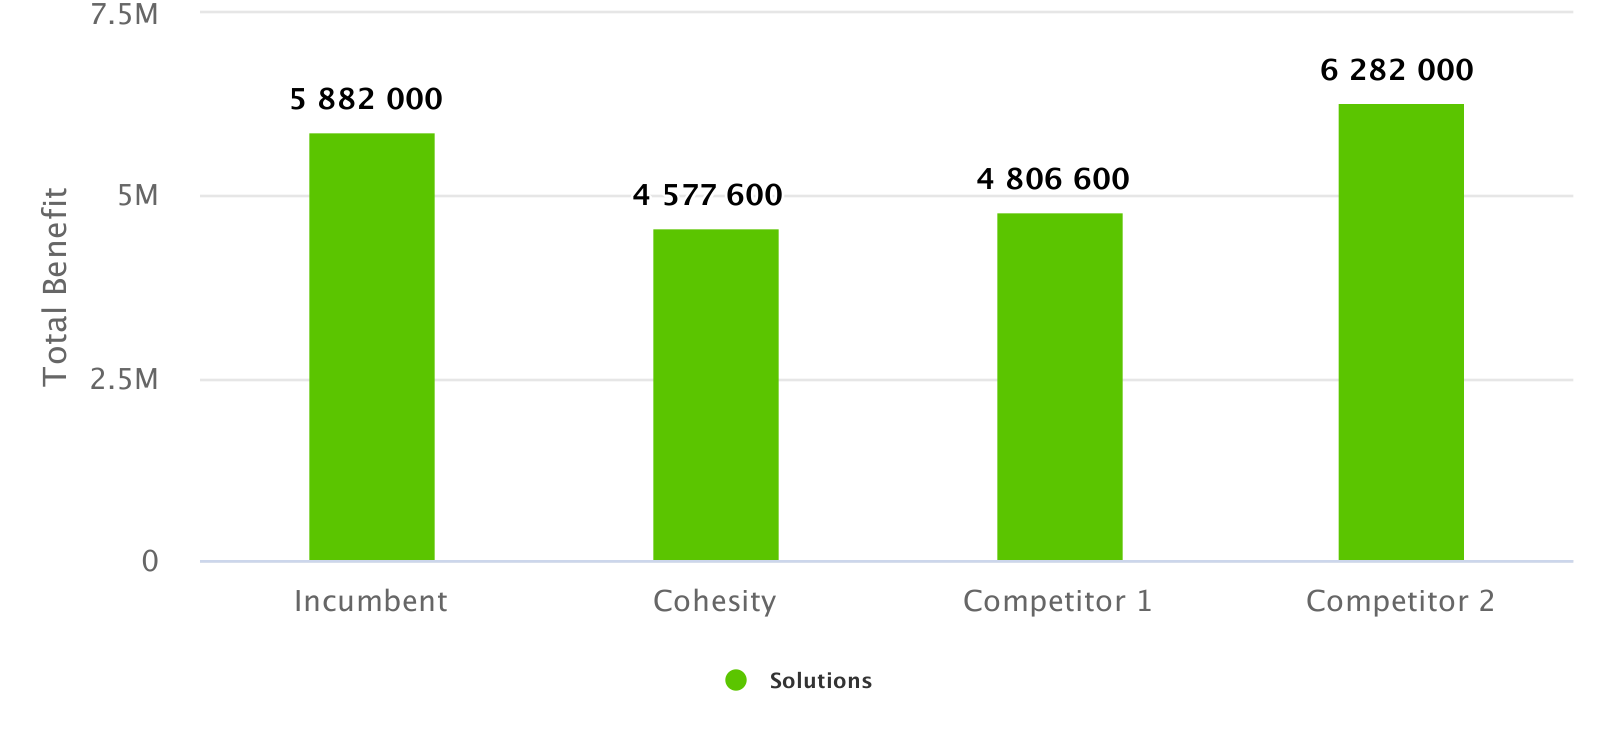 7.5M
6 282 000
5 882 000
5M
4 577 600
4 806 600
Total Benefit
2.5M
0
Incumbent
Cohesity
Competitor 1
Competitor 2
Solutions